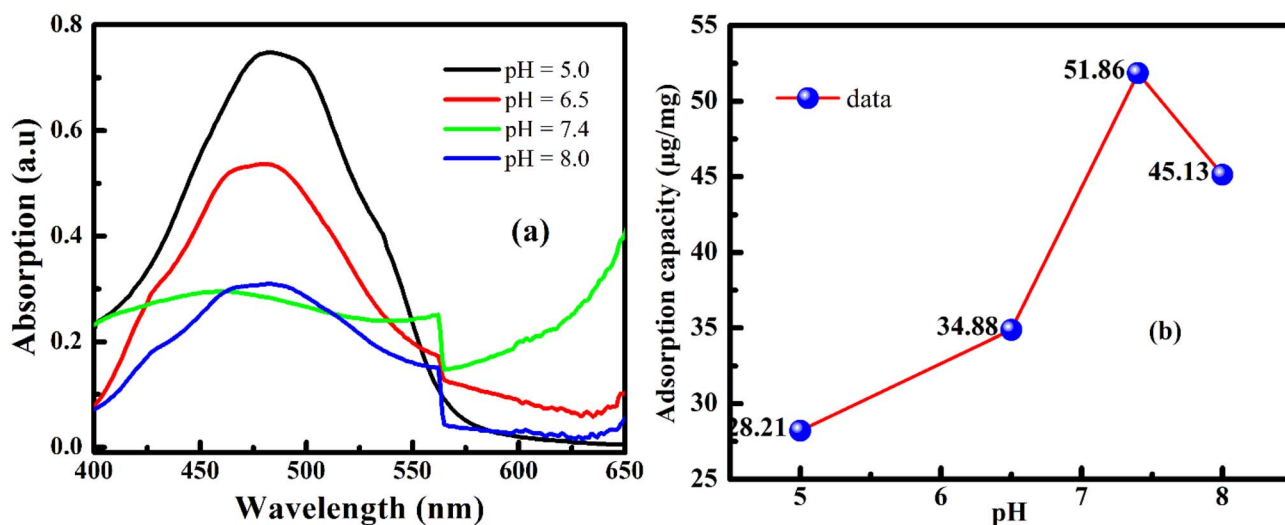 0.8
0.6
0.4
0.2
0.0
Absorption (a.u)
pH = 5.0
pH = 6.5
pH = 7.4
pH = 8.0
(a)
400 450 500 550 600 650
Wavelength (nm)
55
50
45
40
35
30
25
Adsorption capacity (µg/mg)
data
51.86
45.13
34.88
28.21
(b)
5 6 7 8
pH